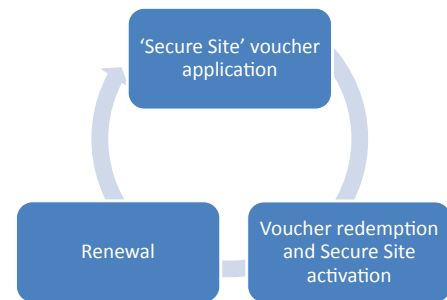 ‘Secure Site’ voucher
application
Voucher redemption
and Secure Site
activation
Renewal